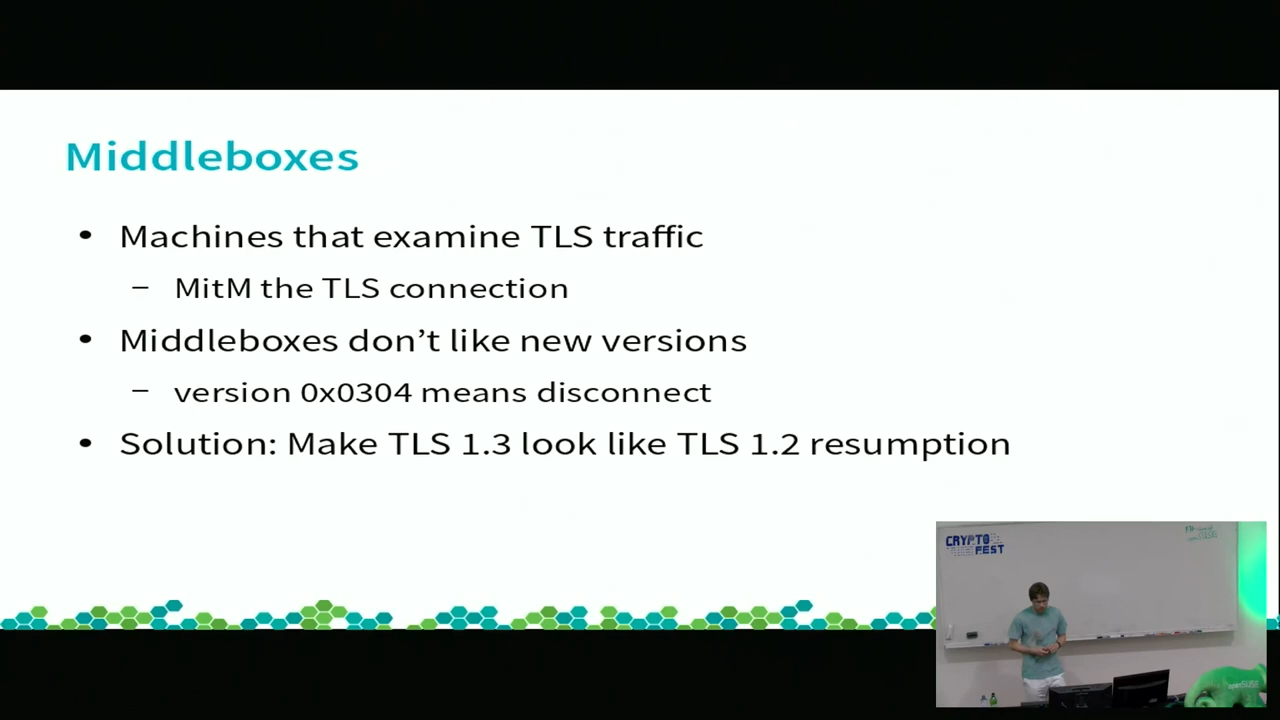 Middleboxes
• Machines that examine TLS traffic
– MitM the TLS connection
• Middleboxes don’t like new versions
– version 0x0304 means disconnect
• Solution: Make TLS 1.3 look like TLS 1.2 resumption
CRYPTO
FEST
openSUSE